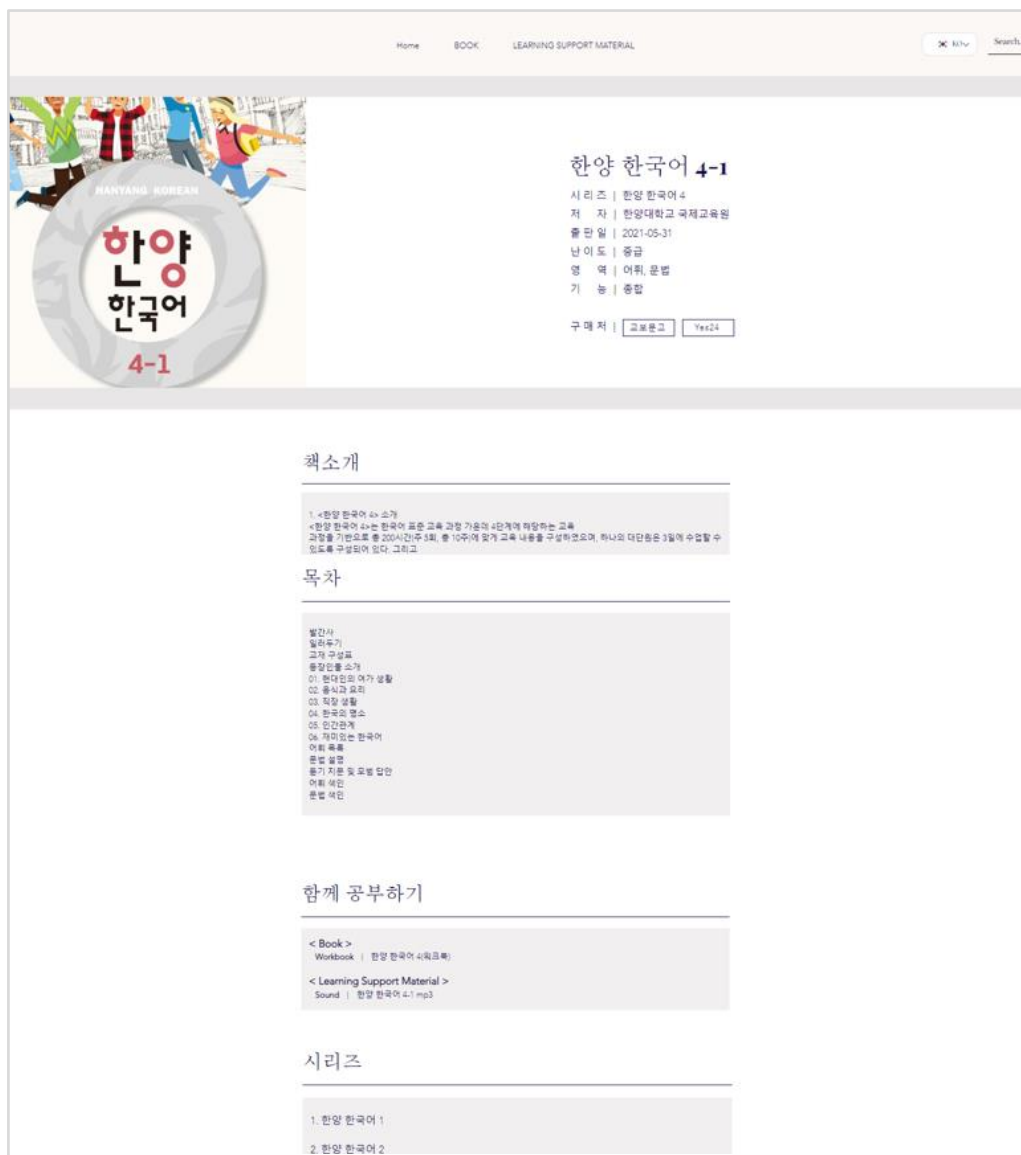 Home BOOK LEARNING SUPPORT MATERIAL KO Search
HANYANG KOREAN
한양
한국어
4-1
한양 한국어 4-1
시 리 즈 | 한양 한국어 4
저 자 | 한양대학교 국제교육원
출 판 일 | 2021-05-31
난 이 도 | 중급
영 역 | 어휘, 문법
기 능 | 종합
구 매 처 | 교보문고 Yes24
책소개
1. <한양 한국어 4> 소개
<한양 한국어 4>는 한국어 표준 교육 과정 가운데 4단계에 해당하는 교육
과정을 기반으로 총 200시간(주 5회, 총 10주)에 맞게 교육 내용을 구성하였으며, 하나의 대단원은 3일에 수업할 수
있도록 구성되어 있다. 그리고
목차
발간사
일러두기
교재 구성표
등장인물 소개
01. 현대인의 여가 생활
02. 음식과 요리
03. 직장 생활
04. 한국의 명소
05. 인간관계
06. 재미있는 한국어
어휘 목록
문법 설명
듣기 지문 및 모범 답안
어휘 색인
문법 색인
함께 공부하기
< Book >
Workbook | 한양 한국어 4(워크북)
< Learning Support Material >
Sound | 한양 한국어 4-1 mp3
시리즈
1. 한양 한국어 1
2. 한양 한국어 2